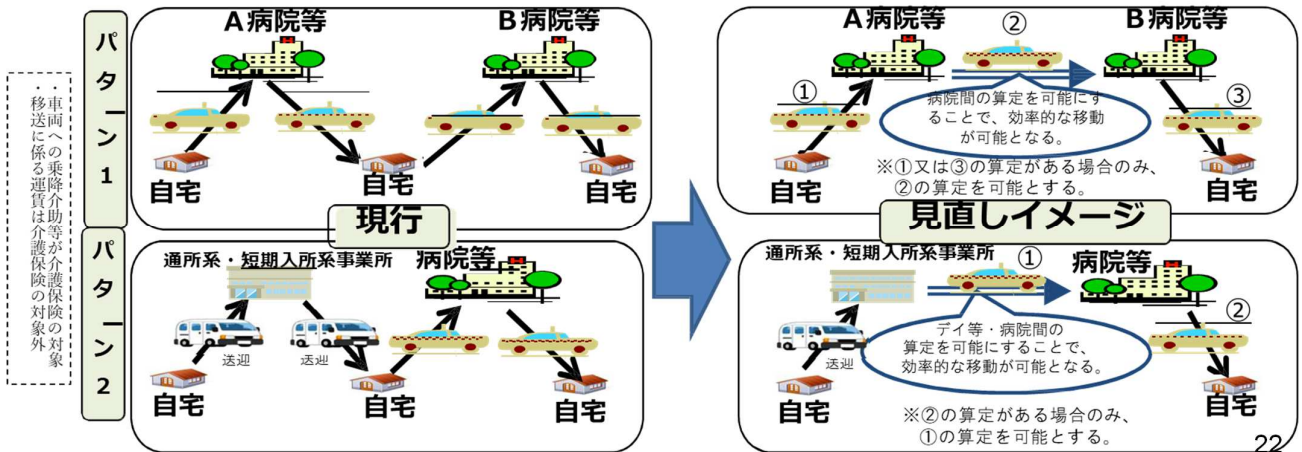 ・車両への乗降介助等が介護保険の対象
・移送に係る運賃は介護保険の対象外
パターン1
A病院等
B病院等
自宅
自宅
自宅
現行
パターン2
通所系・短期入所系事業所
病院等
送迎
送迎
自宅
自宅
自宅
A病院等
②
B病院等
①
③
病院間の算定を可能にす
ることで、効率的な移動
が可能となる。
自宅
自宅
※①又は③の算定がある場合のみ、
②の算定を可能とする。
見直しイメージ
通所系・短期入所系事業所
①
病院等
②
デイ等・病院間の
算定を可能にすることで、
効率的な移動が可能となる。
送迎
自宅
自宅
※②の算定がある場合のみ、
①の算定を可能とする。
22